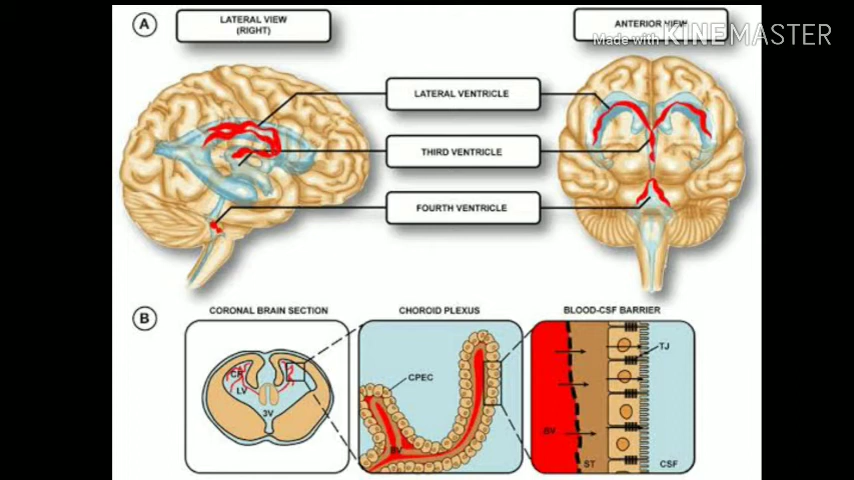 A
LATERAL VIEW
(RIGHT)
ANTERIOR VIEW
Made with KINEMASTER
LATERAL VENTRICLE
THIRD VENTRICLE
FOURTH VENTRICLE
B
CORONAL BRAIN SECTION
CHOROID PLEXUS
BLOOD-CSF BARRIER
CP
LV
3V
CPEC
BV
TJ
BV
ST
CSF